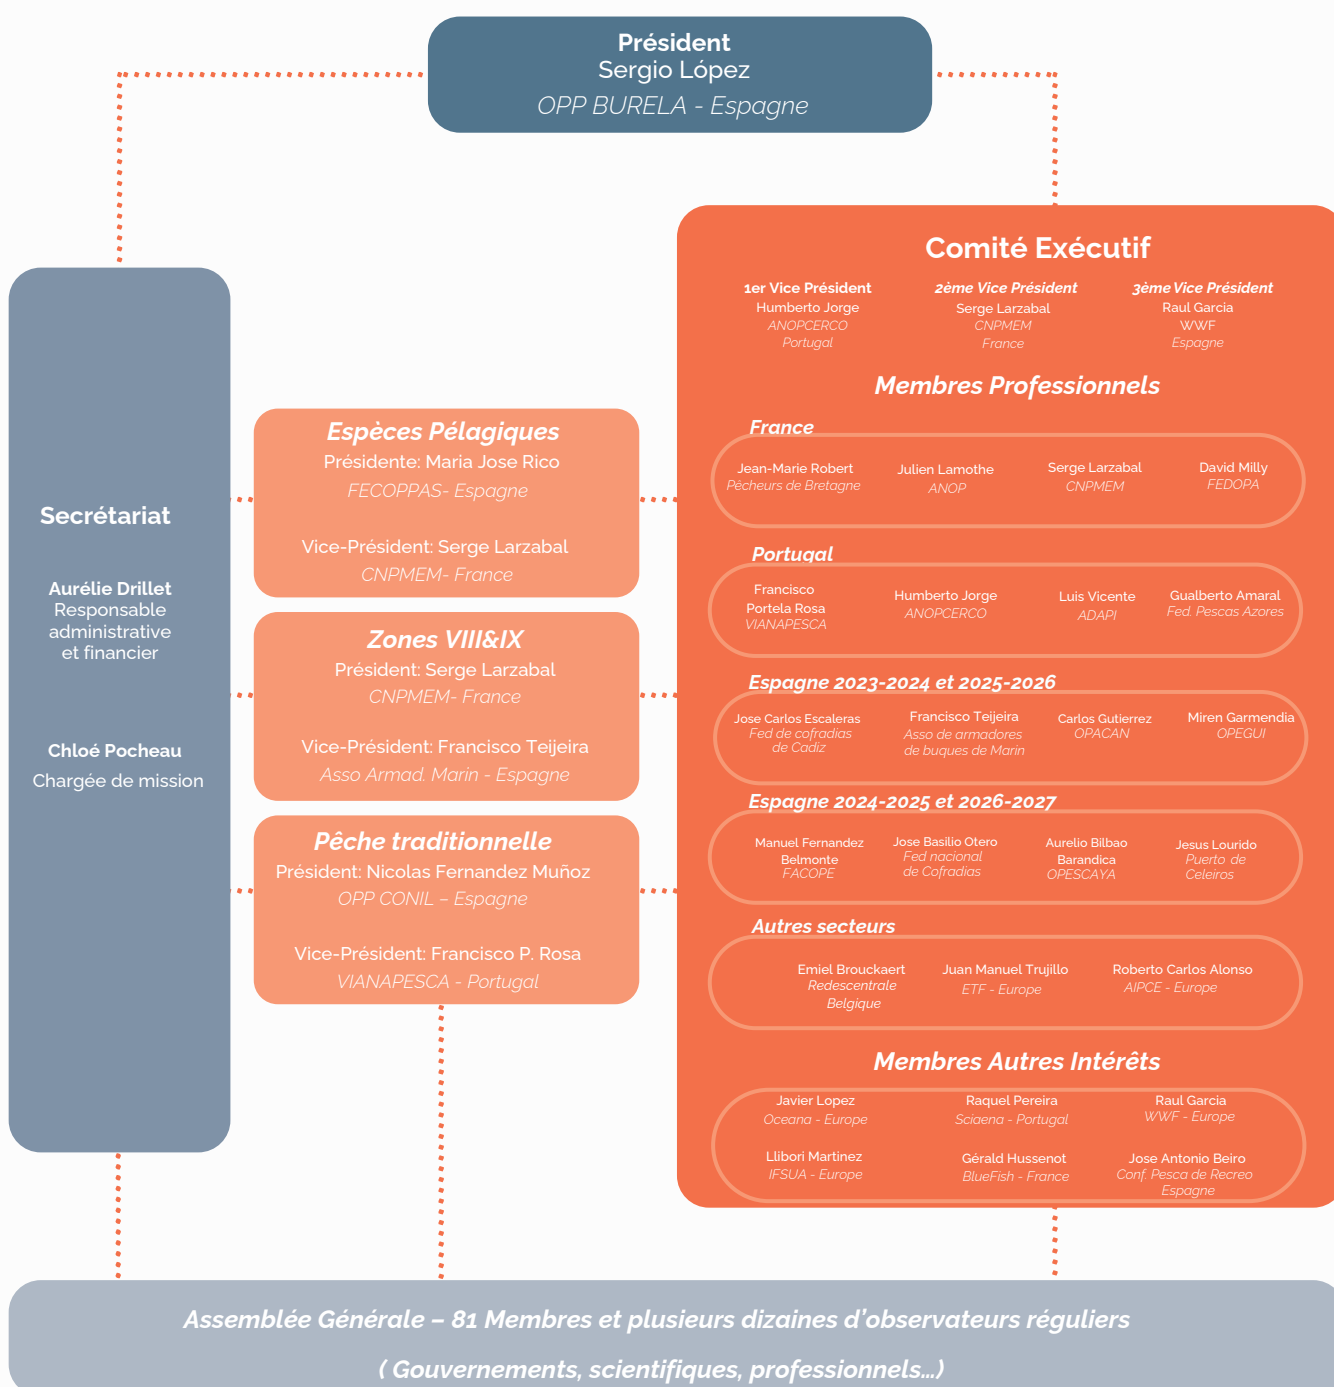 Président
Sergio López
OPP BURELA - Espagne
Secrétariat
Aurélie Drillet
Responsable
administrative
et financier
Chloé Pocheau
Chargée de mission
Espèces Pélagiques
Présidente: Maria Jose Rico
FECOPPAS- Espagne
Vice-Président: Serge Larzabal
CNPMEM- France
Zones VIII&IX
Président: Serge Larzabal
CNPMEM- France
Vice-Président: Francisco Teijeira
Asso Armad. Marin - Espagne
Pêche traditionnelle
Président: Nicolas Fernandez Muñoz
OPP CONIL – Espagne
Vice-Président: Francisco P. Rosa
VIANAPESCA - Portugal
Comité Exécutif
1er Vice Président
Humberto Jorge
ANOPCERCO
Portugal
2ème Vice Président
Serge Larzabal
CNPMEM
France
3ème Vice Président
Raul Garcia
WWF
Espagne
Membres Professionnels
France
Jean-Marie Robert
Pêcheurs de Bretagne
Julien Lamothe
ANOP
Serge Larzabal
CNPMEM
David Milly
FEDOPA
Portugal
Francisco
Portela Rosa
VIANAPESCA
Humberto Jorge
ANOPCERCO
Luis Vicente
ADAPI
Gualberto Amaral
Fed. Pescas Azores
Espagne 2023-2024 et 2025-2026
Jose Carlos Escaleras
Fed de cofradias
de Cadiz
Francisco Teijeira
Asso de armadores
de buques de Marin
Carlos Gutierrez
OPACAN
Miren Garmendia
OPEGUI
Espagne 2024-2025 et 2026-2027
Manuel Fernandez
Belmonte
FACOPE
Jose Basilio Otero
Fed nacional
de Cofradias
Aurelio Bilbao
Barandica
OPESCAYA
Jesus Lourido
Puerto de
Celeiros
Autres secteurs
Emiel Brouckaert
Redescentrale
Belgique
Juan Manuel Trujillo
ETF - Europe
Roberto Carlos Alonso
AIPCE - Europe
Membres Autres Intérêts
Javier Lopez
Oceana - Europe
Raquel Pereira
Sciaena - Portugal
Raul Garcia
WWF - Europe
Llibori Martinez
IFSUA - Europe
Gérald Hussenot
BlueFish - France
Jose Antonio Beiro
Conf. Pesca de Recreo
Espagne
Assemblée Générale – 81 Membres et plusieurs dizaines d’observateurs réguliers
( Gouvernements, scientifiques, professionnels…)